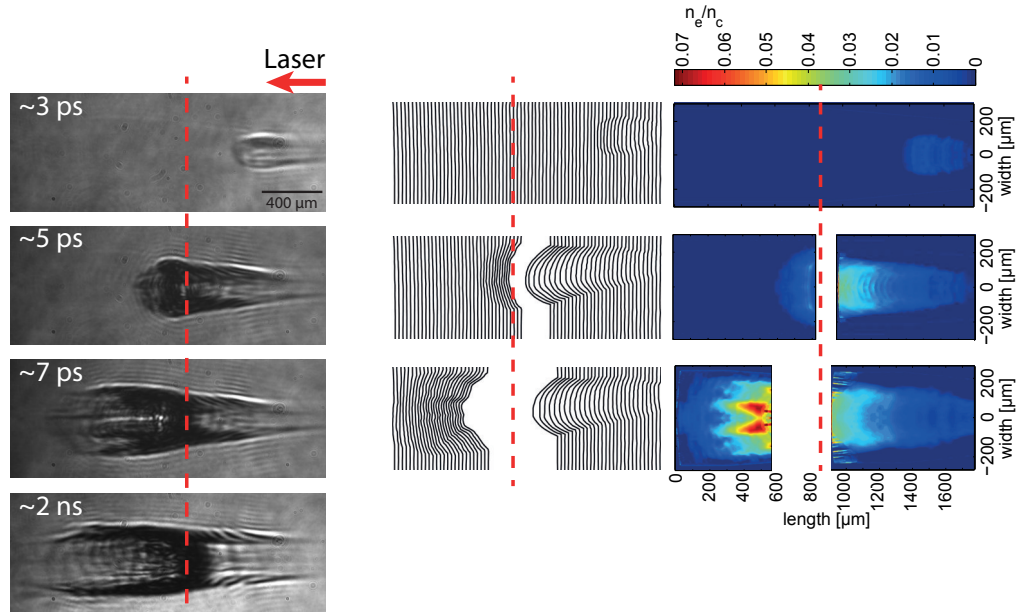 Laser
~3 ps
400 µm
~5 ps
~7 ps
~2 ns
n_e/n_c
0.07
0.06
0.05
0.04
0.03
0.02
0.01
0
200
0
−200
width [µm]
200
0
−200
width [µm]
200
0
−200
width [µm]
0
200
400
600
800
1000
1200
1400
1600
length [µm]